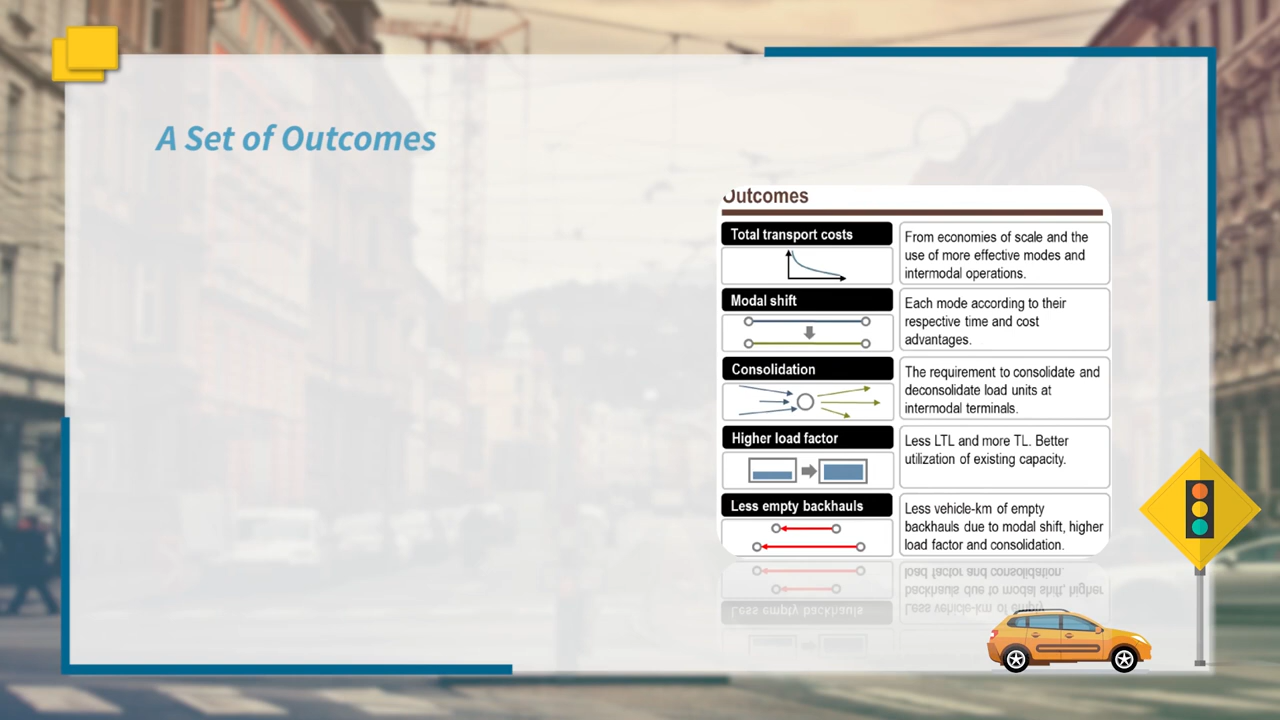 A Set of Outcomes
Outcomes
Total transport costs
From economies of scale and the
use of more effective modes and
intermodal operations.
Modal shift
Each mode according to their
respective time and cost
advantages.
Consolidation
The requirement to consolidate and
deconsolidate load units at
intermodal terminals.
Higher load factor
Less LTL and more TL. Better
utilization of existing capacity.
Less empty backhauls
Less vehicle-km of empty
backhauls due to modal shift, higher
load factor and consolidation.